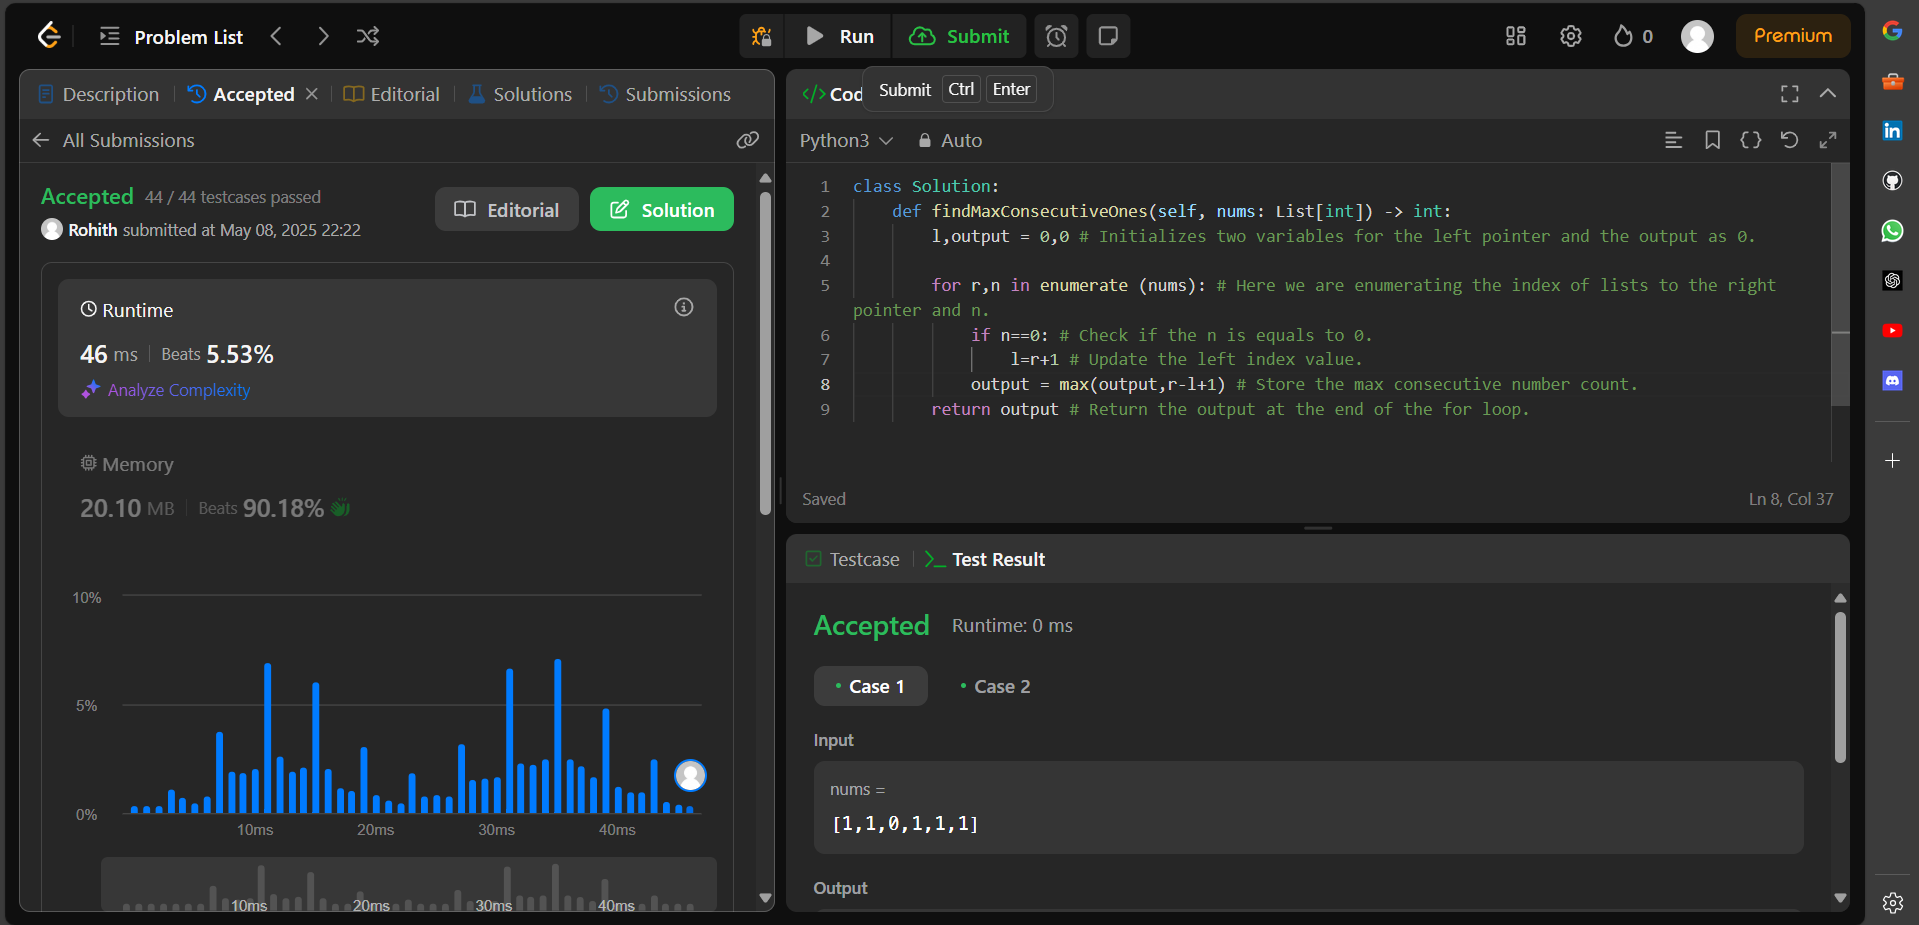 Problem List
Run
Submit
0
Premium
Description
Accepted
Editorial
Solutions
Submissions
All Submissions
Accepted 44 / 44 testcases passed
Rohith submitted at May 08, 2025 22:22
Editorial
Solution
Runtime
46 ms Beats 5.53%
Analyze Complexity
Memory
20.10 MB Beats 90.18%
10%
5%
0%
10ms 20ms 30ms 40ms
10ms 20ms 30ms 40ms
</> Cod
Submit Ctrl Enter
Python3 Auto
1 class Solution:
2 def findMaxConsecutiveOnes(self, nums: List[int]) -> int:
3 l,output = 0,0 # Initializes two variables for the left pointer and the output as 0.
4
5 for r,n in enumerate (nums): # Here we are enumerating the index of lists to the right
pointer and n.
6 if n==0: # Check if the n is equals to 0.
7 l=r+1 # Update the left index value.
8 output = max(output,r-l+1) # Store the max consecutive number count.
9 return output # Return the output at the end of the for loop.
Saved
Ln 8, Col 37
Testcase
>_ Test Result
Accepted Runtime: 0 ms
• Case 1 • Case 2
Input
nums =
[1,1,0,1,1,1]
Output